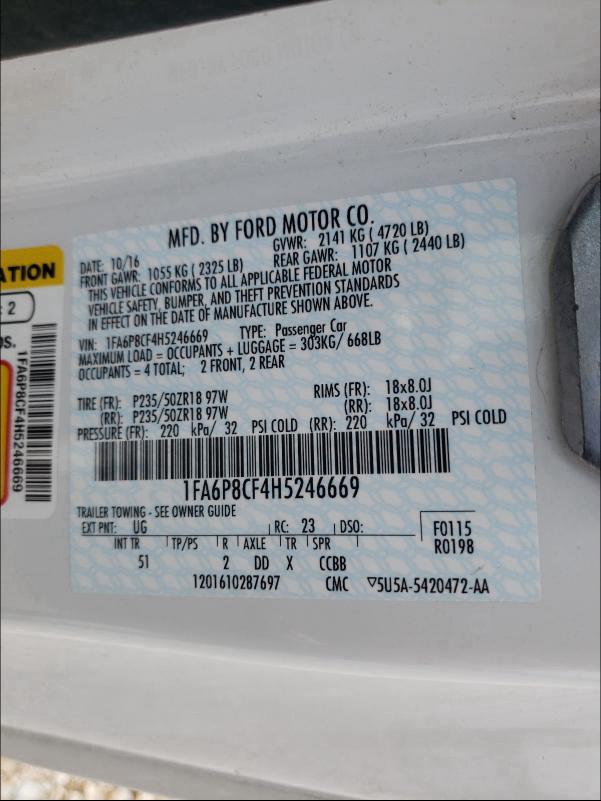 MFD. BY FORD MOTOR CO.
DATE: 10/16 GVWR: 2141 KG ( 4720 LB)
FRONT GAWR: 1055 KG ( 2325 LB) REAR GAWR: 1107 KG ( 2440 LB)
THIS VEHICLE CONFORMS TO ALL APPLICABLE FEDERAL MOTOR
VEHICLE SAFETY, BUMPER, AND THEFT PREVENTION STANDARDS
IN EFFECT ON THE DATE OF MANUFACTURE SHOWN ABOVE.
VIN: 1FA6P8CF4H5246669 TYPE: Passenger Car
MAXIMUM LOAD = OCCUPANTS + LUGGAGE = 303KG/ 668LB
OCCUPANTS = 4 TOTAL; 2 FRONT, 2 REAR
TIRE (FR): P235/50ZR18 97W RIMS (FR): 18x8.0J
(RR): P235/50ZR18 97W (RR): 18x8.0J
PRESSURE (FR): 220 kPa/ 32 PSI COLD (RR): 220 kPa/ 32 PSI COLD
1FA6P8CF4H5246669
TRAILER TOWING - SEE OWNER GUIDE
EXT PNT: UG RC: 23 DSO: F0115
INT TR TP/PS R AXLE TR SPR R0198
51 2 DD X CCBB
1201610287697 CMC ▽5U5A-5420472-AA
ATION
: 2
DS.
1FA6P8CF4H5246669